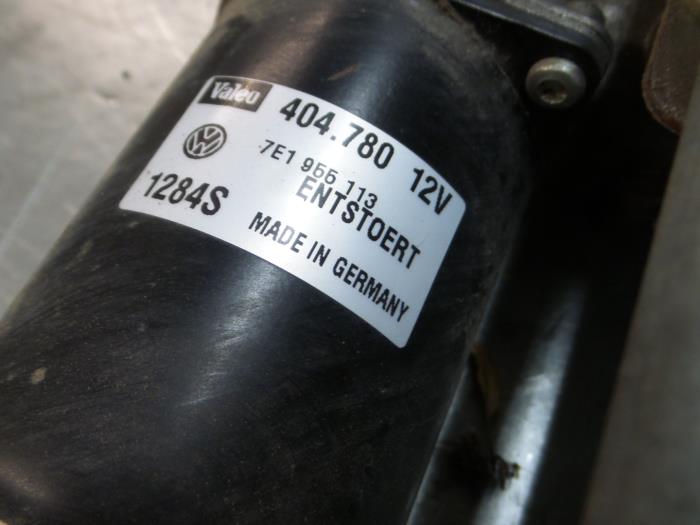 Valeo 404.780 12V
7E1 955 113
1284S ENTSTOERT
MADE IN GERMANY